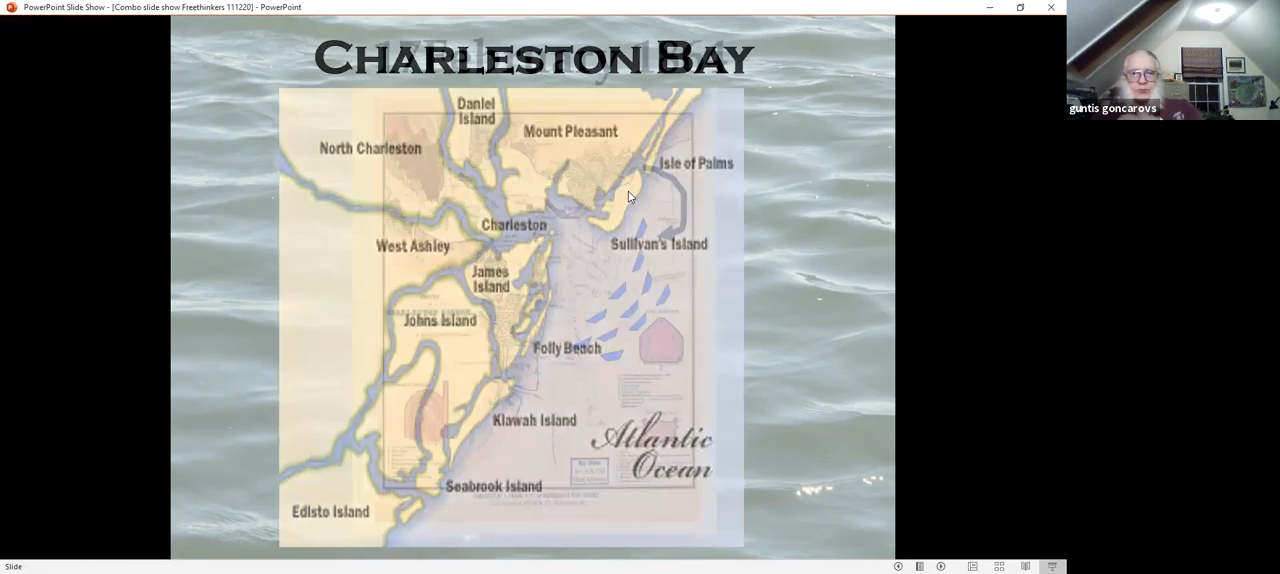 PowerPoint Slide Show - [Combo slide show Freethinkers 111220] - PowerPoint
guntis goncarovs
CHARLESTON BAY
Daniel
Island
Mount Pleasant
North Charleston
Isle of Palms
Charleston
Sullivan's Island
West Ashley
James
Island
Johns Island
Folly Beach
Kiawah Island
Atlantic
Ocean
Seabrook Island
Edisto Island
Slide